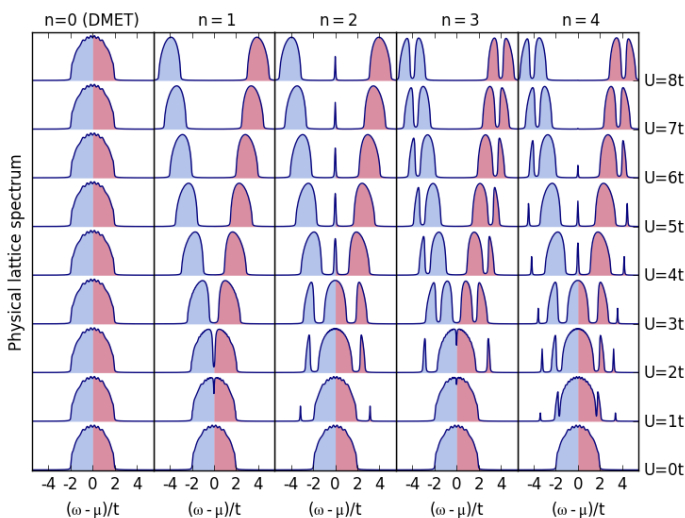 n=0 (DMET) n=1 n=2 n=3 n=4
Physical lattice spectrum
U=8t
U=7t
U=6t
U=5t
U=4t
U=3t
U=2t
U=1t
U=0t
-4 -2 0 2 4 -4 -2 0 2 4 -4 -2 0 2 4 -4 -2 0 2 4 -4 -2 0 2 4
(ω - μ)/t (ω - μ)/t (ω - μ)/t (ω - μ)/t (ω - μ)/t